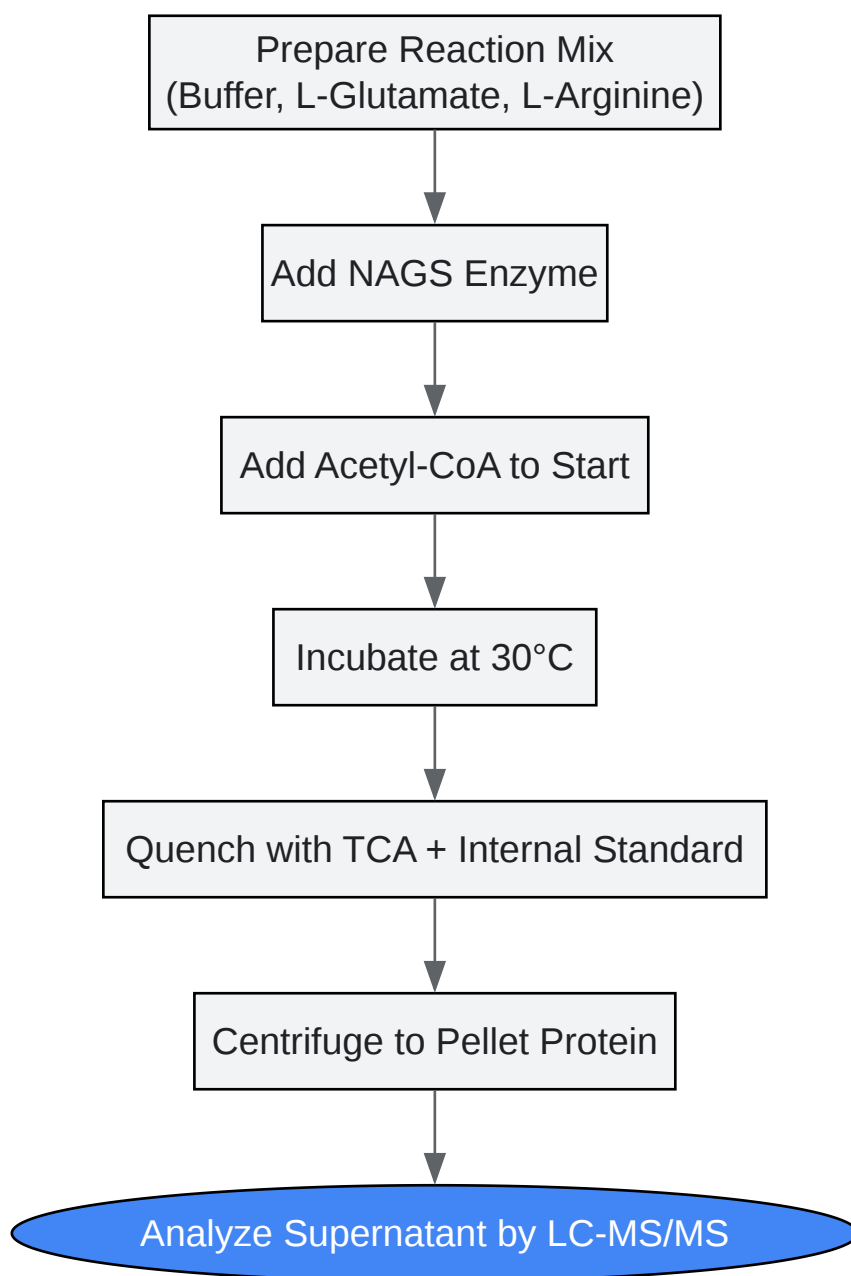 Prepare Reaction Mix
(Buffer, L-Glutamate, L-Arginine)
Add NAGS Enzyme
Add Acetyl-CoA to Start
Incubate at 30°C
Quench with TCA + Internal Standard
Centrifuge to Pellet Protein
Analyze Supernatant by LC-MS/MS